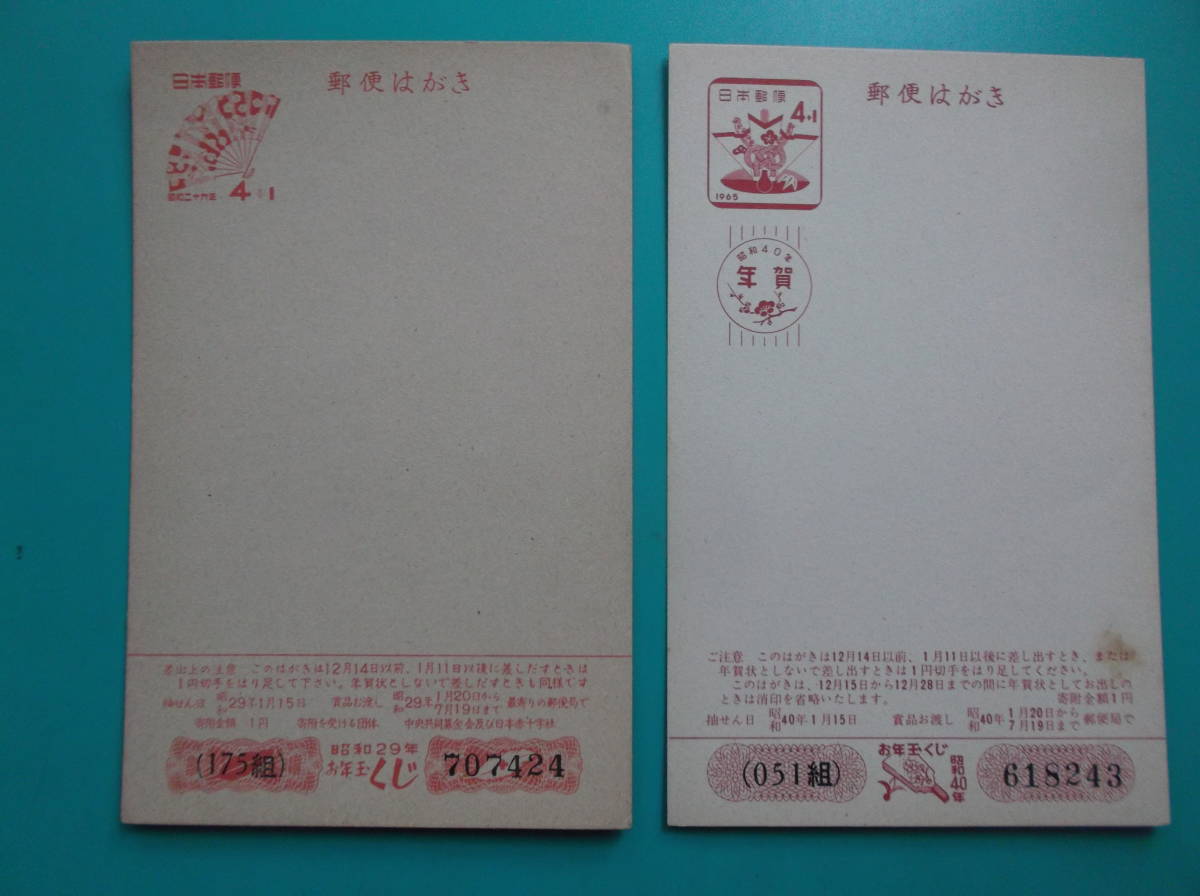 日本郵便
郵便はがき
昭和二十九年
4+1
差出上の注意 このはがきは12月14日以前、1月11日以後に差しだすときは
1円切手をはり足して下さい。年賀状としないで差しだすときも同様です
抽せん日 昭和29年1月15日 賞品お渡し 昭和29年1月20日から7月19日まで 最寄りの郵便局で
寄附金額 1円 寄附を受ける団体 中央共同募金会及び日本赤十字社
(175組)
昭和29年
お年玉くじ
707424
日本郵便
4+1
1965
郵便はがき
昭和40年
年賀
ご注意 このはがきは12月14日以前、1月11日以後に差し出すとき、または
年賀状としないで差し出すときは1円切手をはり足してください。
このはがきは、12月15日から12月28日までの間に年賀状としてお出しの
ときは消印を省略いたします。 寄附金額1円
抽せん日 昭和40年1月15日 賞品お渡し 昭和40年1月20日から7月19日まで 郵便局で
(051組)
お年玉くじ
昭和40年
618243